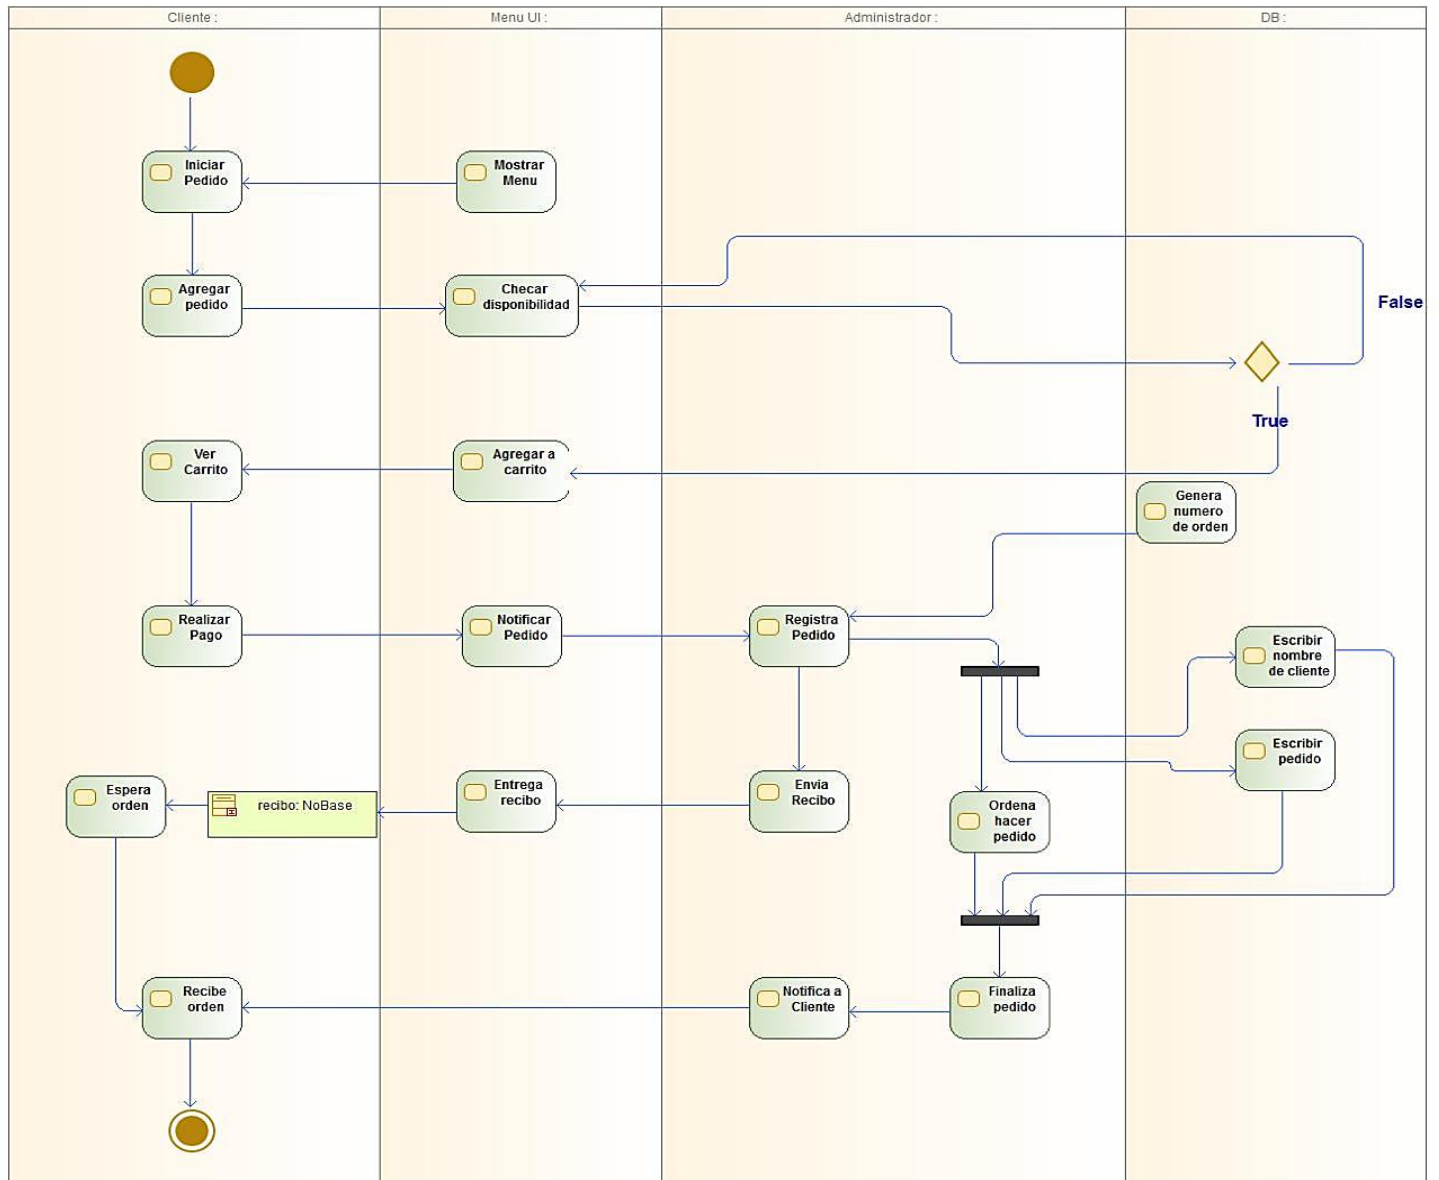 Cliente :
Menu UI :
Administrador :
DB :
Iniciar
Pedido
Mostrar
Menu
Agregar
pedido
Checar
disponibilidad
False
True
Ver
Carrito
Agregar a
carrito
Genera
numero
de orden
Realizar
Pago
Notificar
Pedido
Registra
Pedido
Escribir
nombre
de cliente
Escribir
pedido
Espera
orden
recibo: NoBase
Entrega
recibo
Envia
Recibo
Ordena
hacer
pedido
Recibe
orden
Notifica a
Cliente
Finaliza
pedido